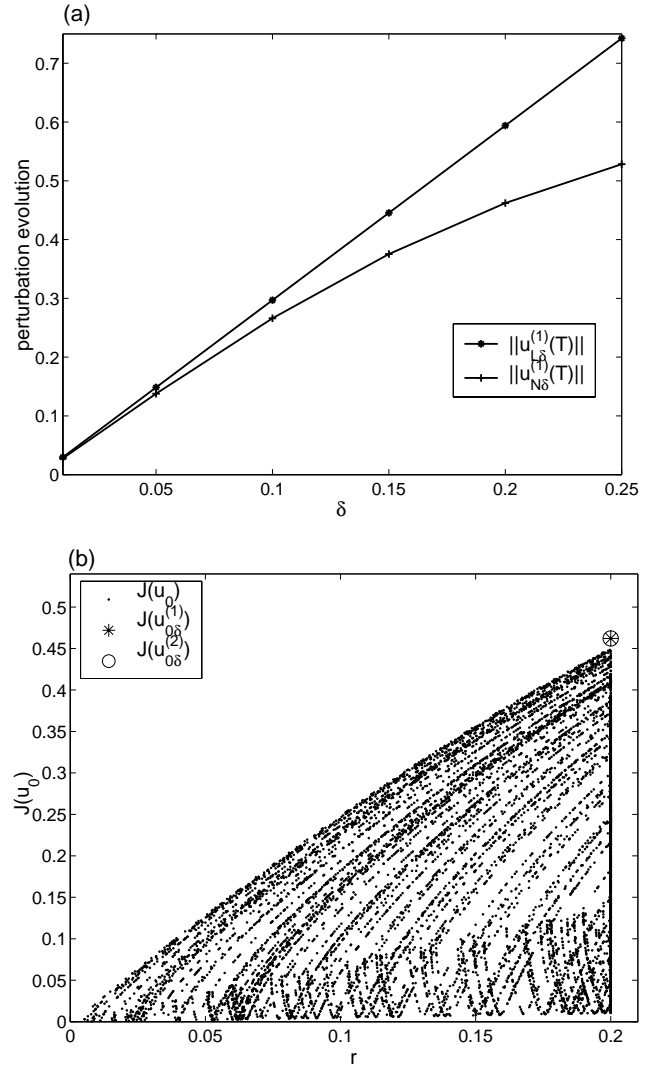 (a)
perturbation evolution
0.7
0.6
0.5
0.4
0.3
0.2
0.1
0
||u_{Lδ}^{(1)}(T)||
||u_{Nδ}^{(1)}(T)||
0.05 0.1 0.15 0.2 0.25
δ
(b)
J(u_0)
J(u_{0δ}^{(1)})
J(u_{0δ}^{(2)})
J(u_0)
0.5
0.45
0.4
0.35
0.3
0.25
0.2
0.15
0.1
0.05
0
0 0.05 0.1 0.15 0.2
r